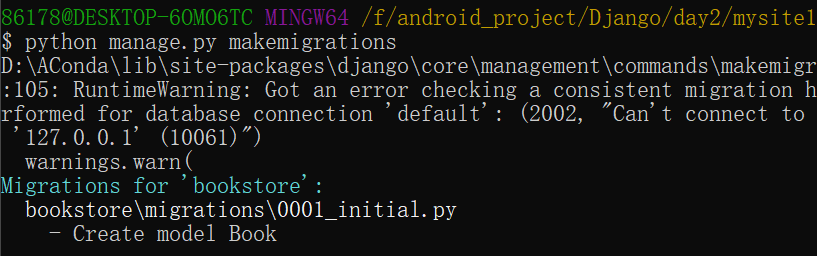 86178@DESKTOP-6OMO6TC MINGW64 /f/android_project/Django/day2/mysite1
$ python manage.py makemigrations
D:\AConda\lib\site-packages\django\core\management\commands\makemigr
:105: RuntimeWarning: Got an error checking a consistent migration h
rformed for database connection 'default': (2002, "Can't connect to
 '127.0.0.1' (10061)")
  warnings.warn(
Migrations for 'bookstore':
  bookstore\migrations\0001_initial.py
    - Create model Book